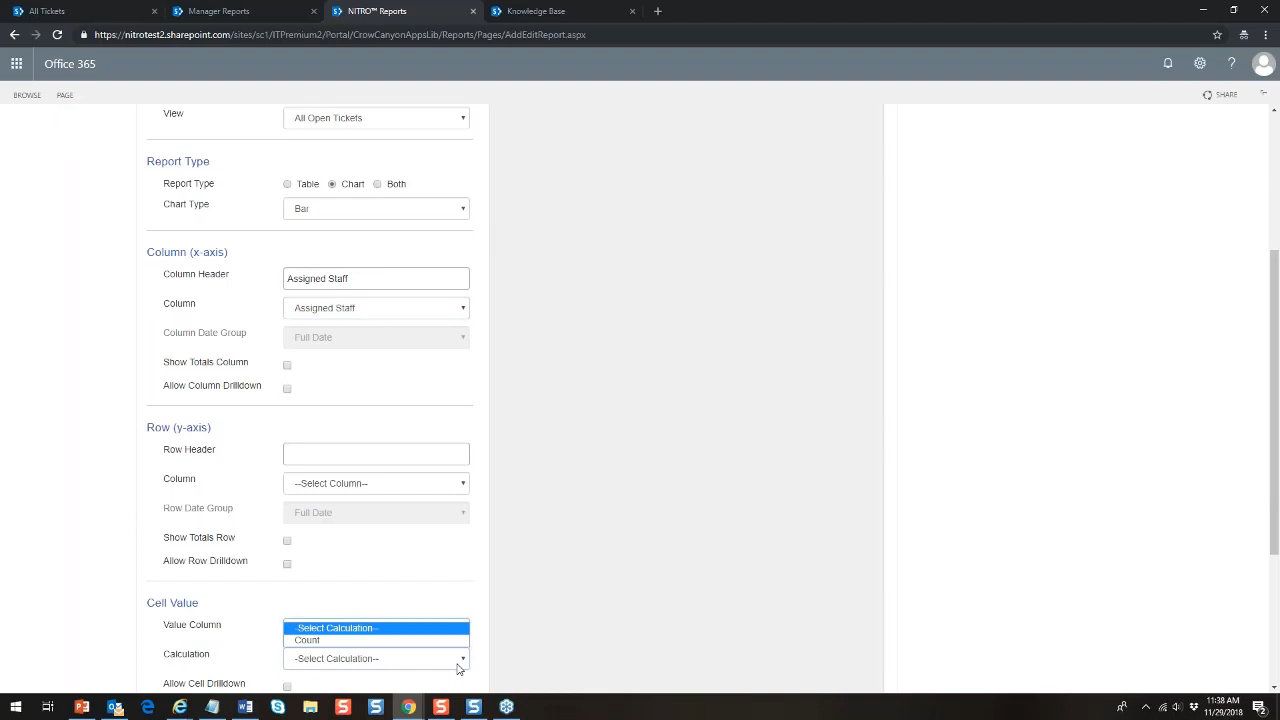 All Tickets
Manager Reports
NITRO™ Reports
Knowledge Base
https://nitrotest2.sharepoint.com/sites/sc1/ITPremium2/Portal/CrowCanyonAppsLib/Reports/Pages/AddEditReport.aspx
Office 365
BROWSE PAGE
SHARE
View All Open Tickets
Report Type
Report Type Table Chart Both
Chart Type Bar
Column (x-axis)
Column Header Assigned Staff
Column Assigned Staff
Column Date Group Full Date
Show Totals Column
Allow Column Drilldown
Row (y-axis)
Row Header
Column --Select Column--
Row Date Group Full Date
Show Totals Row
Allow Row Drilldown
Cell Value
Value Column
-Select Calculation--
Count
Calculation -Select Calculation--
Allow Cell Drilldown
11:38 AM
11/29/2018